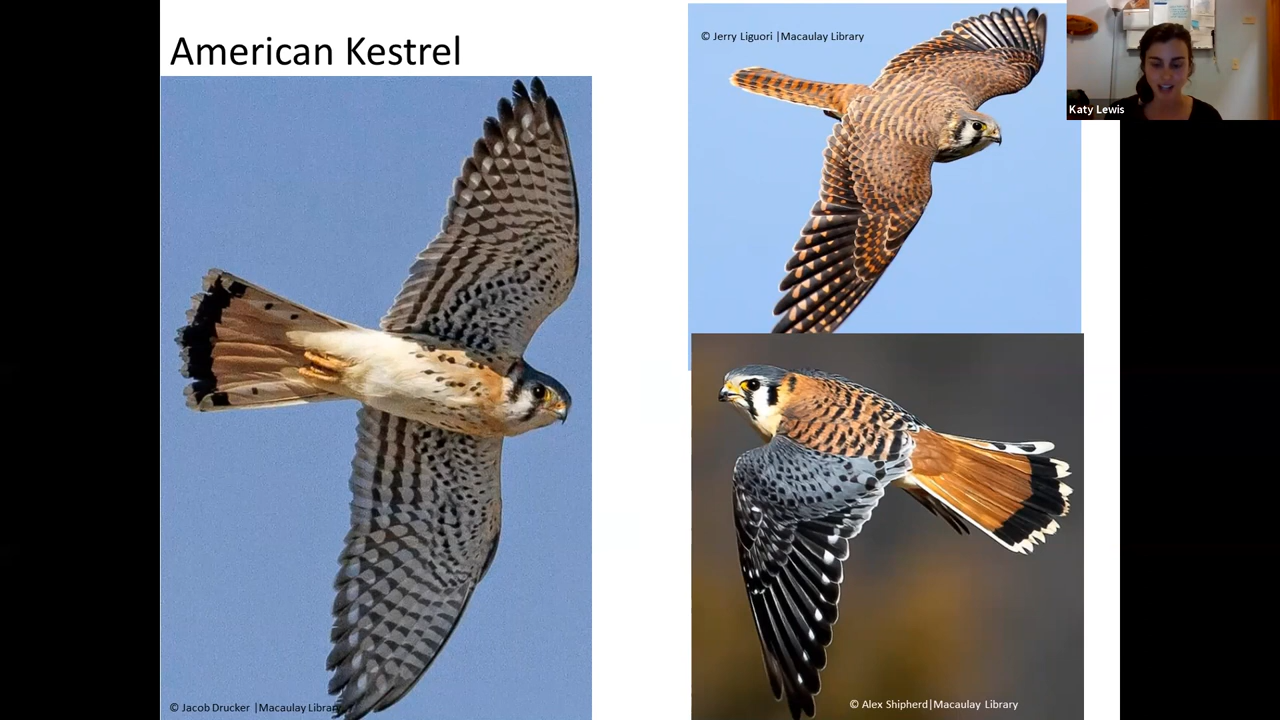 American Kestrel
© Jerry Liguori |Macaulay Library
Katy Lewis
© Jacob Drucker |Macaulay Library
© Alex Shipherd|Macaulay Library